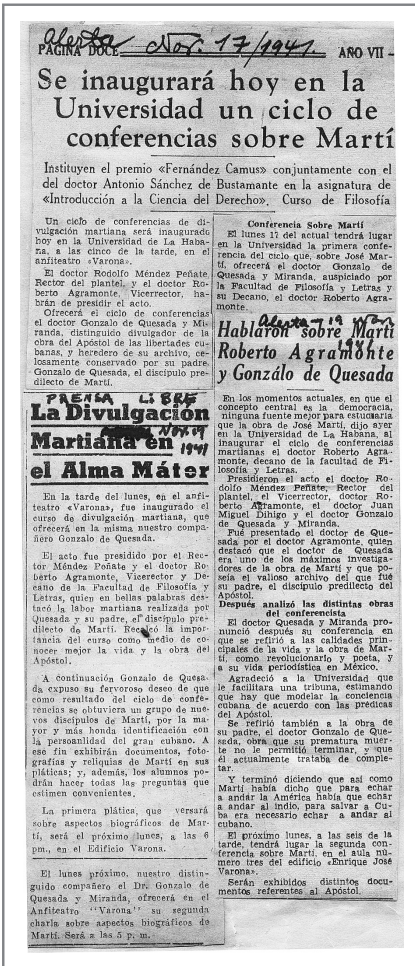 Alerta Nov. 17/1941.
PAGINA DOCE
AÑO VII -
Se inaugurará hoy en la
Universidad un ciclo de
conferencias sobre Martí
Instituyen el premio «Fernández Camus» conjuntamente con el
del doctor Antonio Sánchez de Bustamante en la asignatura de
«Introducción a la Ciencia del Derecho». Curso de Filosofía
Un ciclo de conferencias de di-
vulgación martiana será inaugurado
hoy en la Universidad de La Haba-
na, a las cinco de la tarde, en el
anfiteatro «Varona».
El doctor Rodolfo Méndez Peñate,
Rector del plantel, y el doctor Ro-
berto Agramonte, Vicerrector, ha-
brán de presidir el acto.
Ofrecerá el ciclo de conferencias
el doctor Gonzalo de Quesada y Mi-
randa, distinguido divulgador de la
obra del Apóstol de las libertades cu-
banas, y heredero de su archivo, ce-
losamente conservado por su padre,
Gonzalo de Quesada, el discípulo pre-
dilecto de Martí.
PRENSA LIBRE
La Divulgación
Nov. 19
Martiana en
1941
el Alma Máter
En la tarde del lunes, en el anfi-
teatro «Varona», fue inaugurado el
curso de divulgación martiana, que
ofrecerá en la misma nuestro compa-
ñero Gonzalo de Quesada.
El acto fue presidido por el Rec-
tor Méndez Peñate y el doctor Ro-
berto Agramonte, Vicerector y De-
cano de la Facultad de Filosofía y
Letras, quien en bellas palabras des-
tacó la labor martiana realizada por
Quesada y su padre, el discípulo pre-
dilecto de Martí. Recalcó la impor-
tancia del curso como medio de co-
nocer mejor la vida y la obra del
Apóstol.
A continuación Gonzalo de Quesa-
da expuso su fervoroso deseo de que
como resultado del ciclo de confe-
rencias se obtuviera un grupo de nue-
vos discípulos de Martí, por la ma-
yor y más honda identificación con
la persoanlidad del gran cubano. A
ese fin exhibirá, documentos, foto-
grafías y reliquias de Martí en sus
pláticas; y, además, los alumnos po-
drán hacer todas las preguntas que
estimen convenientes.
La primera plática, que versará
sobre aspectos biográficos de Mar-
tí, será el próximo lunes, a las 6
pm., en el Edificio Varona.
El lunes próximo, nuestro distin-
guido compañero el Dr. Gonzalo de
Quesada y Miranda, ofrecerá en el
Anfiteatro "Varona" su segunda
charla sobre aspectos biográficos de
Martí. Será a las 5 p. m.
Conferencia Sobre Martí
El lunes 17 del actual tendrá lugar
en la Universidad la primera confe-
rencia del ciclo que, sobre José Mar-
tí, ofrecerá el doctor Gonzalo de
Quesada y Miranda, auspiciado por
la Facultad de Filosofía y Letras y
su Decano, el doctor Roberto Agra-
monte.
Alerta - 19 Nov
1941
Hablaron sobre Martí
Roberto Agramonte
y Gonzálo de Quesada
En los momentos actuales, en que el
concepto central es la democracia,
ninguna fuente mejor para estudiarla
que la obra de José Martí, dijo ayer
en la Universidad de La Habana, al
inaugurar el ciclo de conferencias
martianas el doctor Roberto Agra-
monte, decano de la facultad de Fi-
losofía y Letras.
Presidieron el acto el doctor Ro-
dolfo Méndez Peñate, Rector del
plantel, el Vicerrector, doctor Ro-
berto Agramonte, el doctor Juan
Miguel Dihigo y el doctor Gonzalo
de Quesada y Miranda.
Fué presentado el doctor de Que-
sada por el doctor Agramonte, quien
destacó que el doctor de Quesada
era uno de los máximos investiga-
dores de la obra de Martí y que po-
seía el valioso archivo del que fué
su padre, el discípulo predilecto del
Apóstol.
Después analizó las distintas obras
del conferencista
El doctor Quesada y Miranda pro-
nunció después su conferencia en
que se refirió a las calidades prin-
cipales de la vida y la obra de Mar-
tí, como revolucionario y poeta, y
a su vida periodística en México.
Agradeció a la Universidad que
le facilitara una tribuna, estimando
que hay que modelar la conciencia
cubana de acuerdo con las prédicas
del Apóstol.
Se refirió también a la obra de
su padre, el doctor Gonzalo de Que-
sada, obra que su prematura muer-
te no le permitió terminar, y que
él actualmente trataba de comple-
tar.
Y terminó diciendo que así como
Martí había dicho que para echar
a andar la América había que echar
a andar al indio, para salvar a Cu-
ba era necesario echar a andar al
cubano.
El próximo lunes, a las seis de la
tarde, tendrá lugar la segunda con-
ferencia sobre Martí, en el aula nú-
mero tres del edificio «Enrique José
Varona».
Serán exhibidos distintos docu-
mentos referentes al Apóstol.